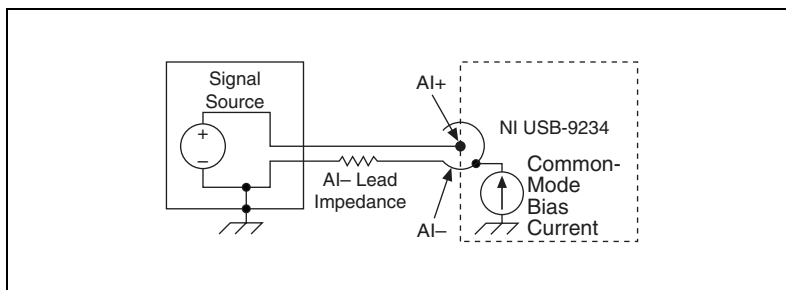 Signal
Source
+
–
AI+
NI USB-9234
AI– Lead
Impedance
AI–
Common-
Mode
Bias
Current